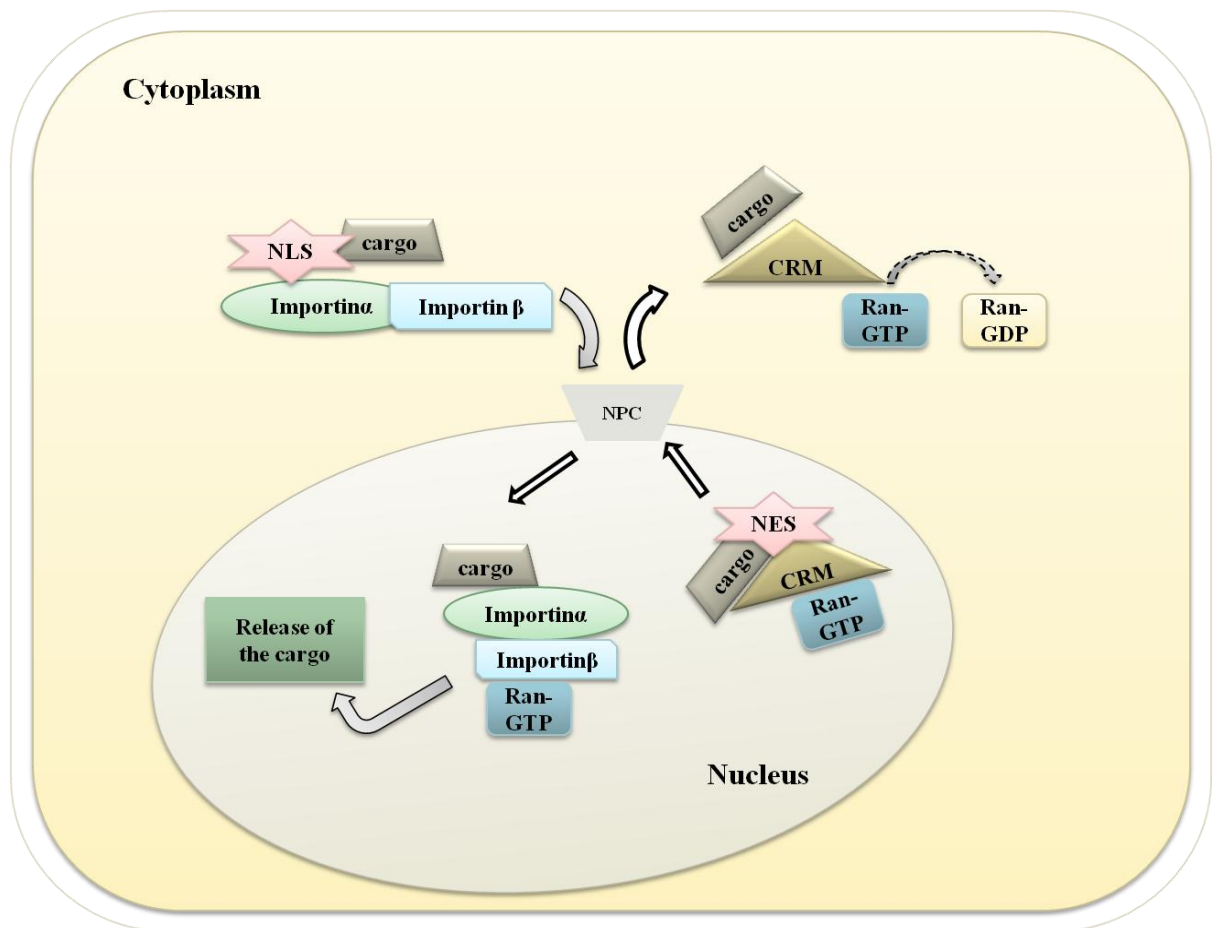 Cytoplasm
cargo
NLS
cargo
CRM
Importinα
Importin β
Ran-
GTP
Ran-
GDP
NPC
NES
cargo
CRM
Ran-
GTP
cargo
Importinα
Importinβ
Ran-
GTP
Release of
the cargo
Nucleus